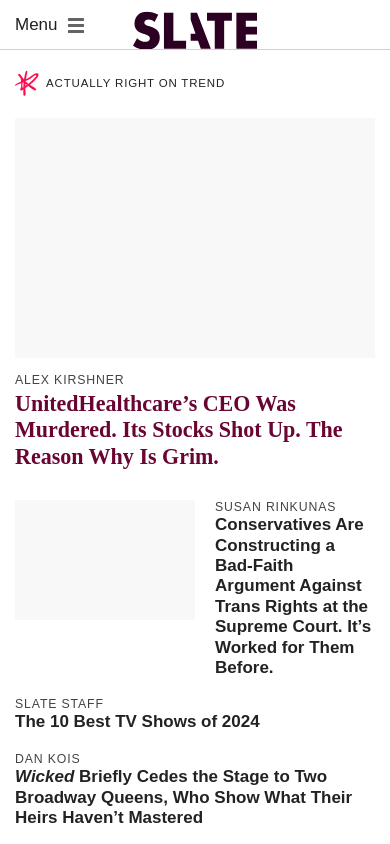 Menu
SLATE
ACTUALLY RIGHT ON TREND
ALEX KIRSHNER
UnitedHealthcare’s CEO Was
Murdered. Its Stocks Shot Up. The
Reason Why Is Grim.
SUSAN RINKUNAS
Conservatives Are
Constructing a
Bad-Faith
Argument Against
Trans Rights at the
Supreme Court. It’s
Worked for Them
Before.
SLATE STAFF
The 10 Best TV Shows of 2024
DAN KOIS
Wicked Briefly Cedes the Stage to Two
Broadway Queens, Who Show What Their
Heirs Haven’t Mastered